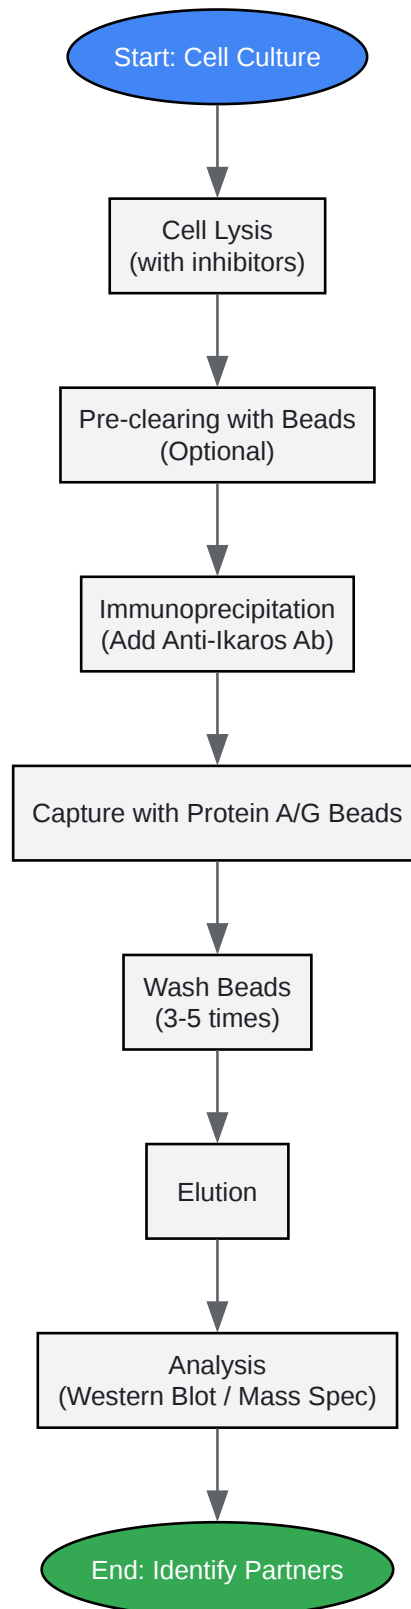 Start: Cell Culture
Cell Lysis
(with inhibitors)
Pre-clearing with Beads
(Optional)
Immunoprecipitation
(Add Anti-Ikaros Ab)
Capture with Protein A/G Beads
Wash Beads
(3-5 times)
Elution
Analysis
(Western Blot / Mass Spec)
End: Identify Partners